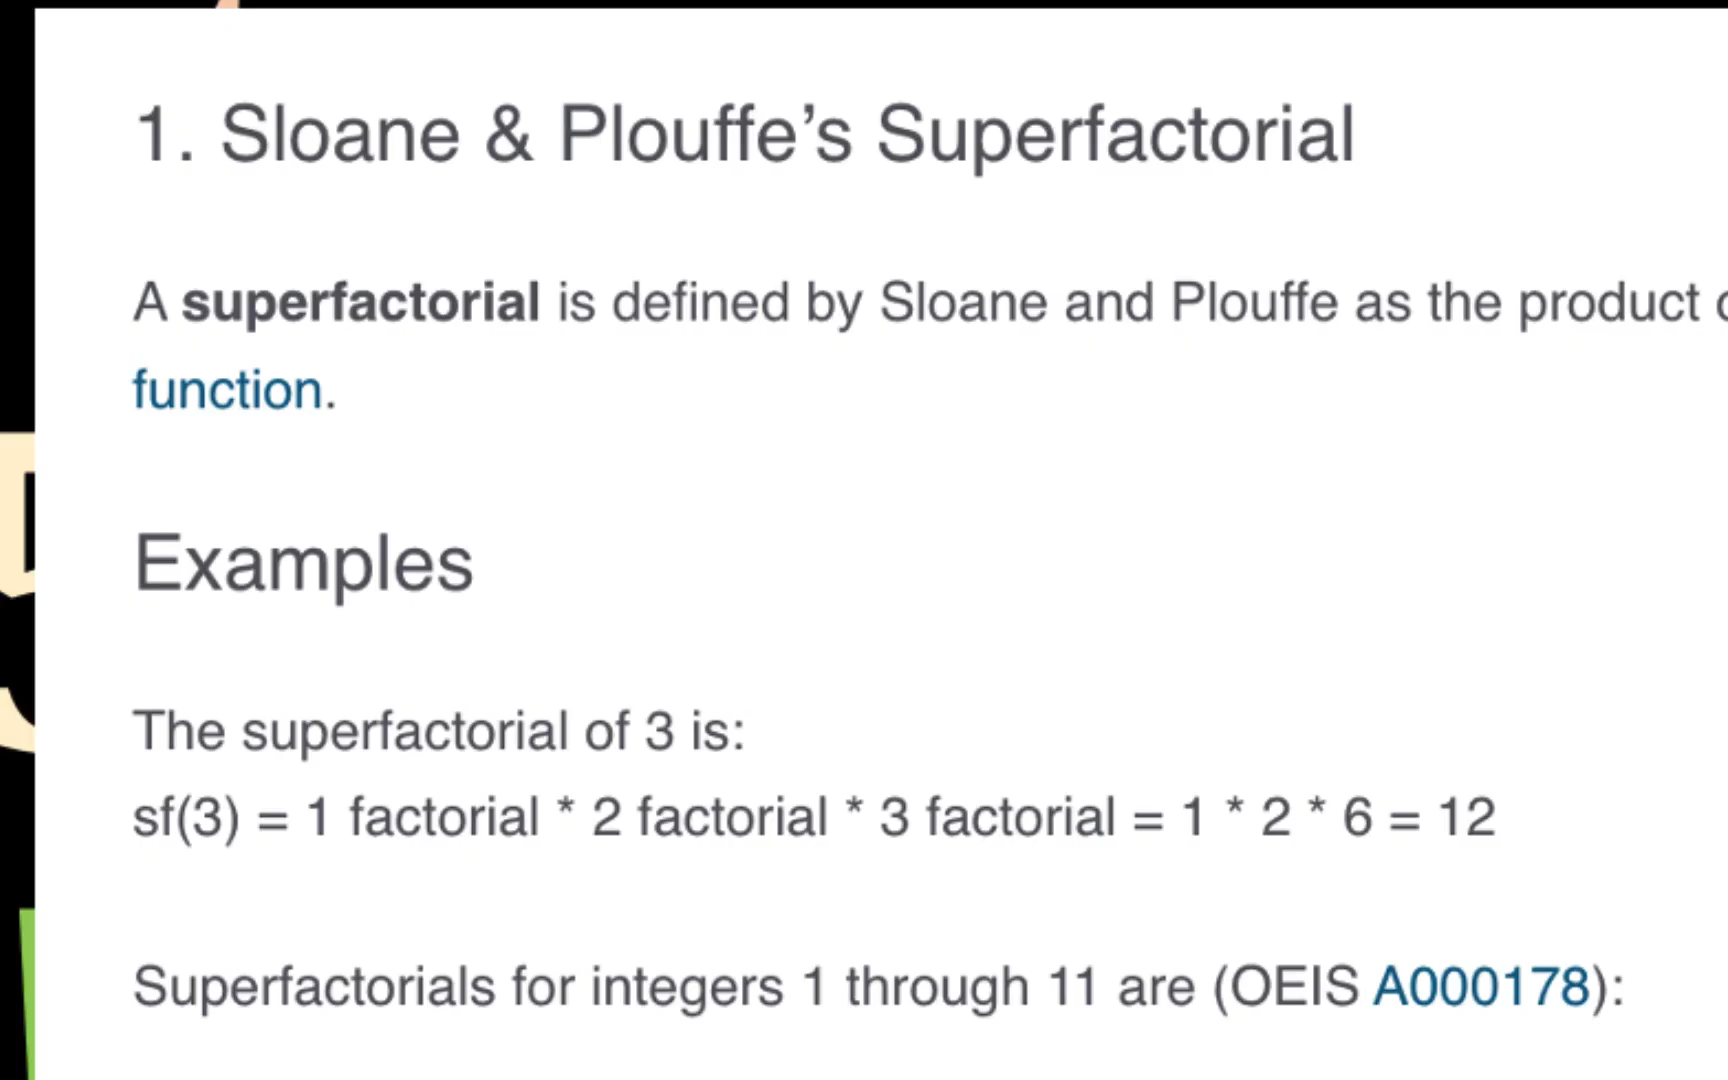 1. Sloane & Plouffe’s Superfactorial
A superfactorial is defined by Sloane and Plouffe as the product
function.
Examples
The superfactorial of 3 is:
sf(3) = 1 factorial * 2 factorial * 3 factorial = 1 * 2 * 6 = 12
Superfactorials for integers 1 through 11 are (OEIS A000178):